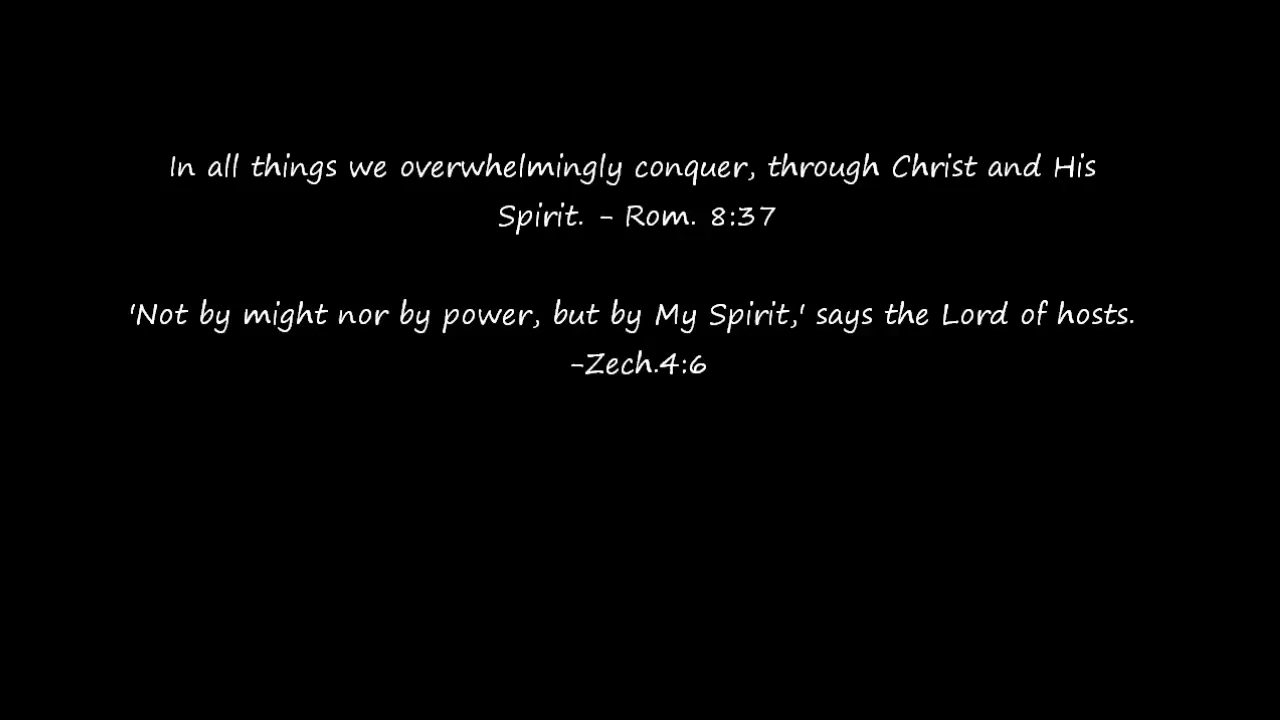 In all things we overwhelmingly conquer, through Christ and His
Spirit. - Rom. 8:37
'Not by might nor by power, but by My Spirit,' says the Lord of hosts.
-Zech.4:6